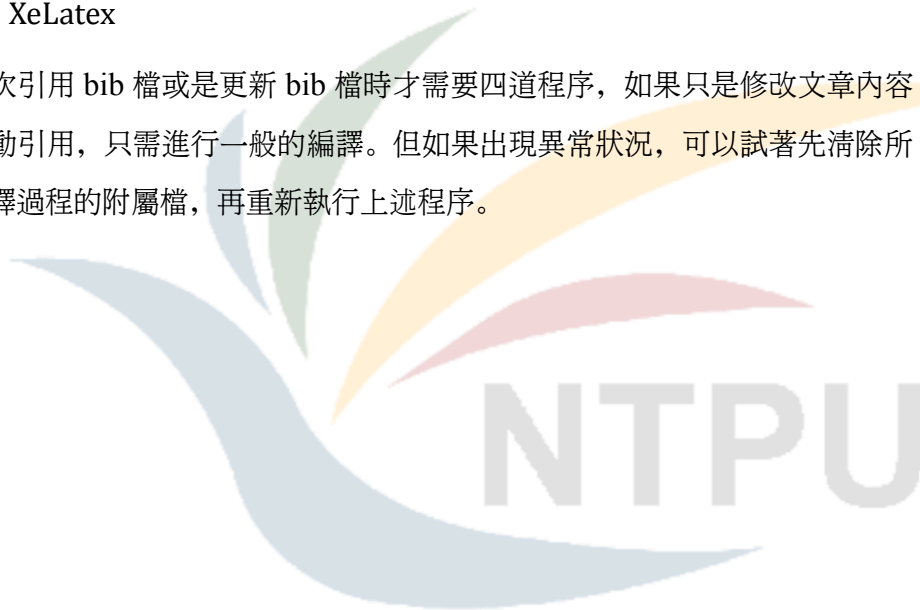 XeLatex
次引用 bib 檔或是更新 bib 檔時才需要四道程序，如果只是修改文章內容
動引用，只需進行一般的編譯。但如果出現異常狀況，可以試著先清除所
譯過程的附屬檔，再重新執行上述程序。
NTPU